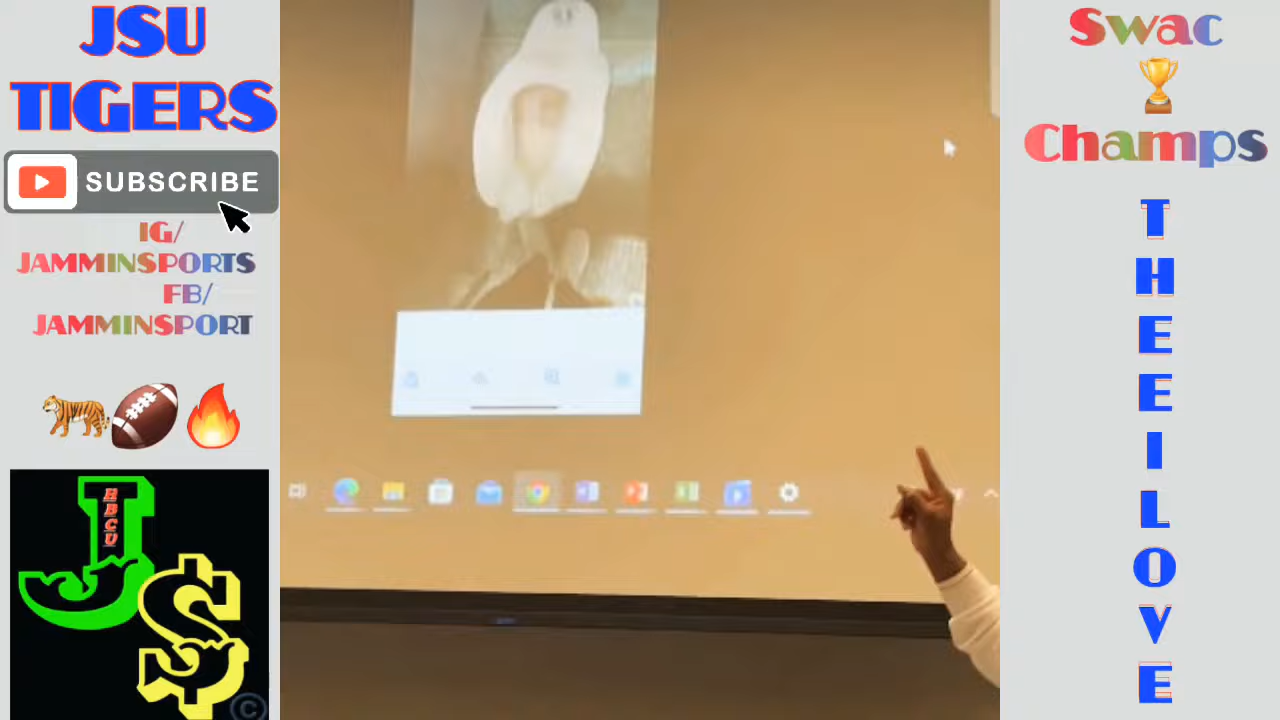 JSU
TIGERS
SUBSCRIBE
IG/
JAMMINSPORTS
FB/
JAMMINSPORT
J
HBCU
$
©
Swac
Champs
T
H
E
E
I
L
O
V
E